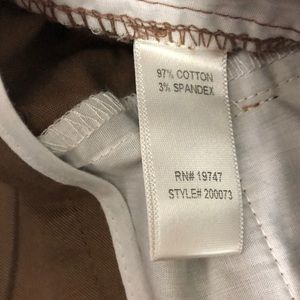 97% COTTON
3% SPANDEX
RN# 19747
STYLE# 200073